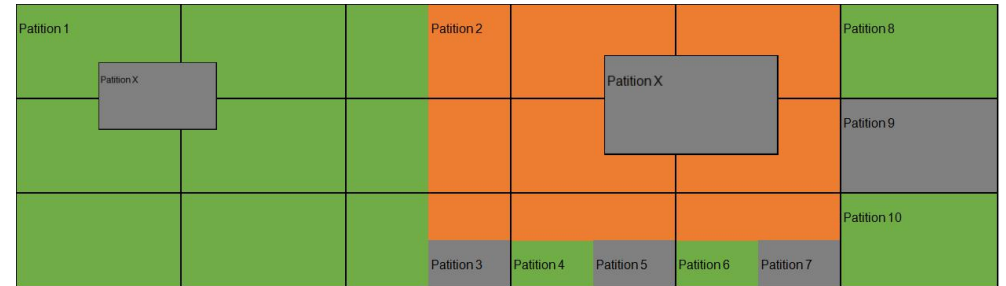 Patition 1
Patition X
Patition 2
Patition X
Patition 3
Patition 4
Patition 5
Patition 6
Patition 7
Patition 8
Patition 9
Patition 10